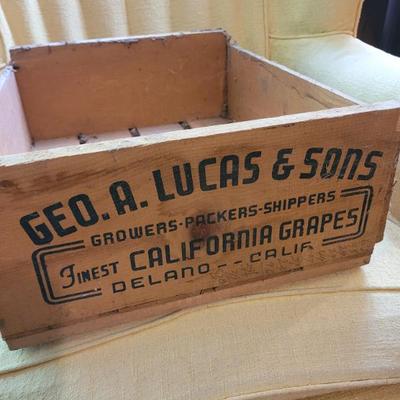 GEO. A. LUCAS & SONS
GROWERS-PACKERS-SHIPPERS
FINEST CALIFORNIA GRAPES
DELANO -- CALIF.